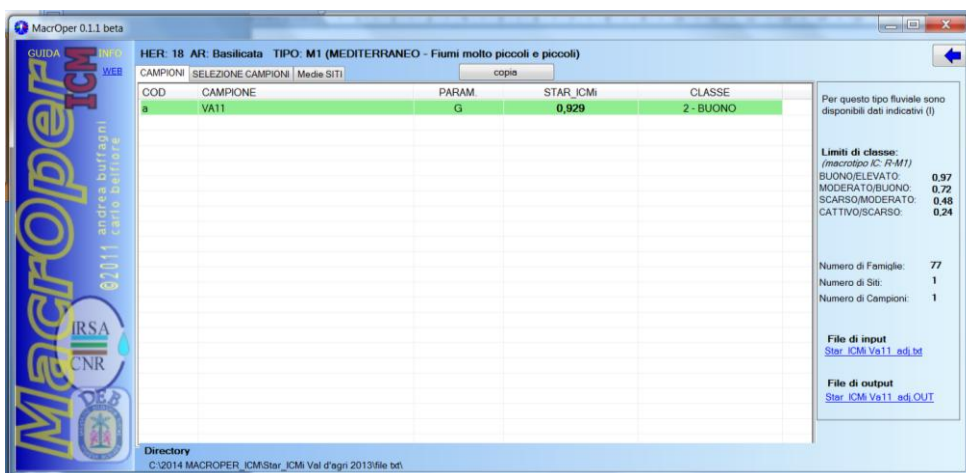 MacrOper 0.1.1 beta
GUIDA
INFO
WEB
MacrOper
ICM
©2011 andrea buffagni
carlo belfiore
IRSA
CNR
DEB
HER: 18 AR: Basilicata TIPO: M1 (MEDITERRANEO - Fiumi molto piccoli e piccoli)
CAMPIONI SELEZIONE CAMPIONI Medie SITI copia
COD CAMPIONE PARAM. STAR_ICMi CLASSE
a VA11 G 0,929 2 - BUONO
Per questo tipo fluviale sono
disponibili dati indicativi (I)
Limiti di classe:
(macrotipo IC: R-M1)
BUONO/ELEVATO: 0,97
MODERATO/BUONO: 0,72
SCARSO/MODERATO: 0,48
CATTIVO/SCARSO: 0,24
Numero di Famiglie: 77
Numero di Siti: 1
Numero di Campioni: 1
File di input
Star_ICMi Va11_adj.txt
File di output
Star_ICMi Va11_adj.OUT
Directory
C:\2014 MACROPER_ICM\Star_ICMi Val d'agri 2013\file txt\